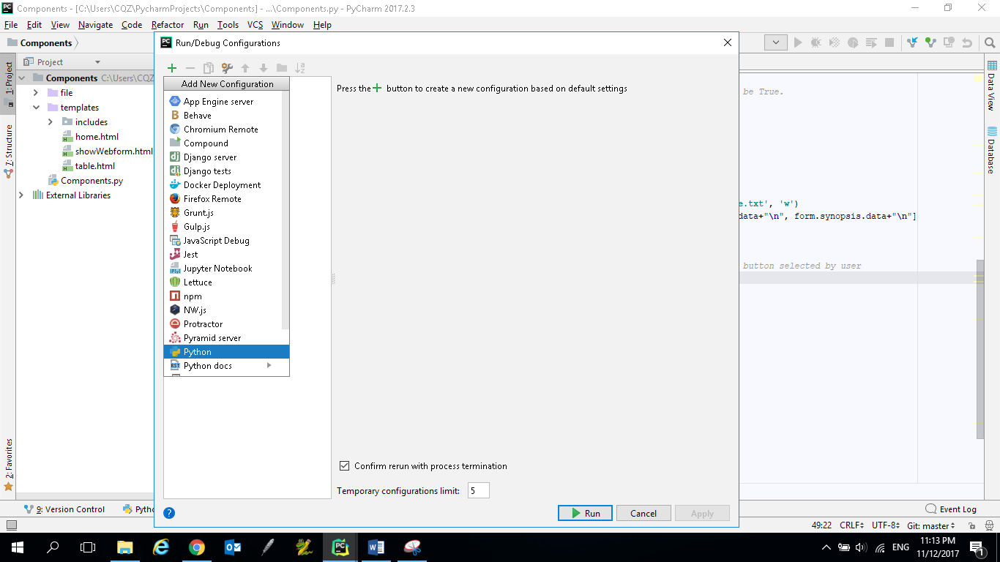 Components - [C:\Users\CQZ\PycharmProjects\Components] - ...\Components.py - PyCharm 2017.2.3
File Edit View Navigate Code Refactor Run Tools VCS Window Help
Components
Run/Debug Configurations
Project
1: Project
7: Structure
2: Favorites
Components C:\Users\CQZ
file
templates
includes
home.html
showWebform.html
table.html
Components.py
External Libraries
Add New Configuration
App Engine server
Behave
Chromium Remote
Compound
Django server
Django tests
Docker Deployment
Firefox Remote
Grunt.js
Gulp.js
JavaScript Debug
Jest
Jupyter Notebook
Lettuce
npm
NW.js
Protractor
Pyramid server
Python
Python docs
Press the + button to create a new configuration based on default settings
Confirm rerun with process termination
Temporary configurations limit: 5
Run Cancel Apply
be True.
e.txt', 'w')
data+"\n", form.synopsis.data+"\n"]
button selected by user
Data View
Database
9: Version Control
Event Log
49:22 CRLF UTF-8 Git: master
ENG
11:13 PM
11/12/2017
1